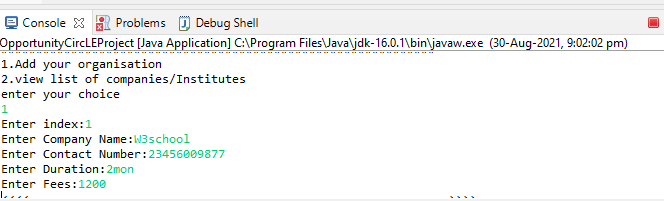 Console Problems Debug Shell
OpportunityCircLEProject [Java Application] C:\Program Files\Java\jdk-16.0.1\bin\javaw.exe (30-Aug-2021, 9:02:02 pm)
1.Add your organisation
2.view list of companies/Institutes
enter your choice
1
Enter index:1
Enter Company Name:W3school
Enter Contact Number:23456009877
Enter Duration:2mon
Enter Fees:1200